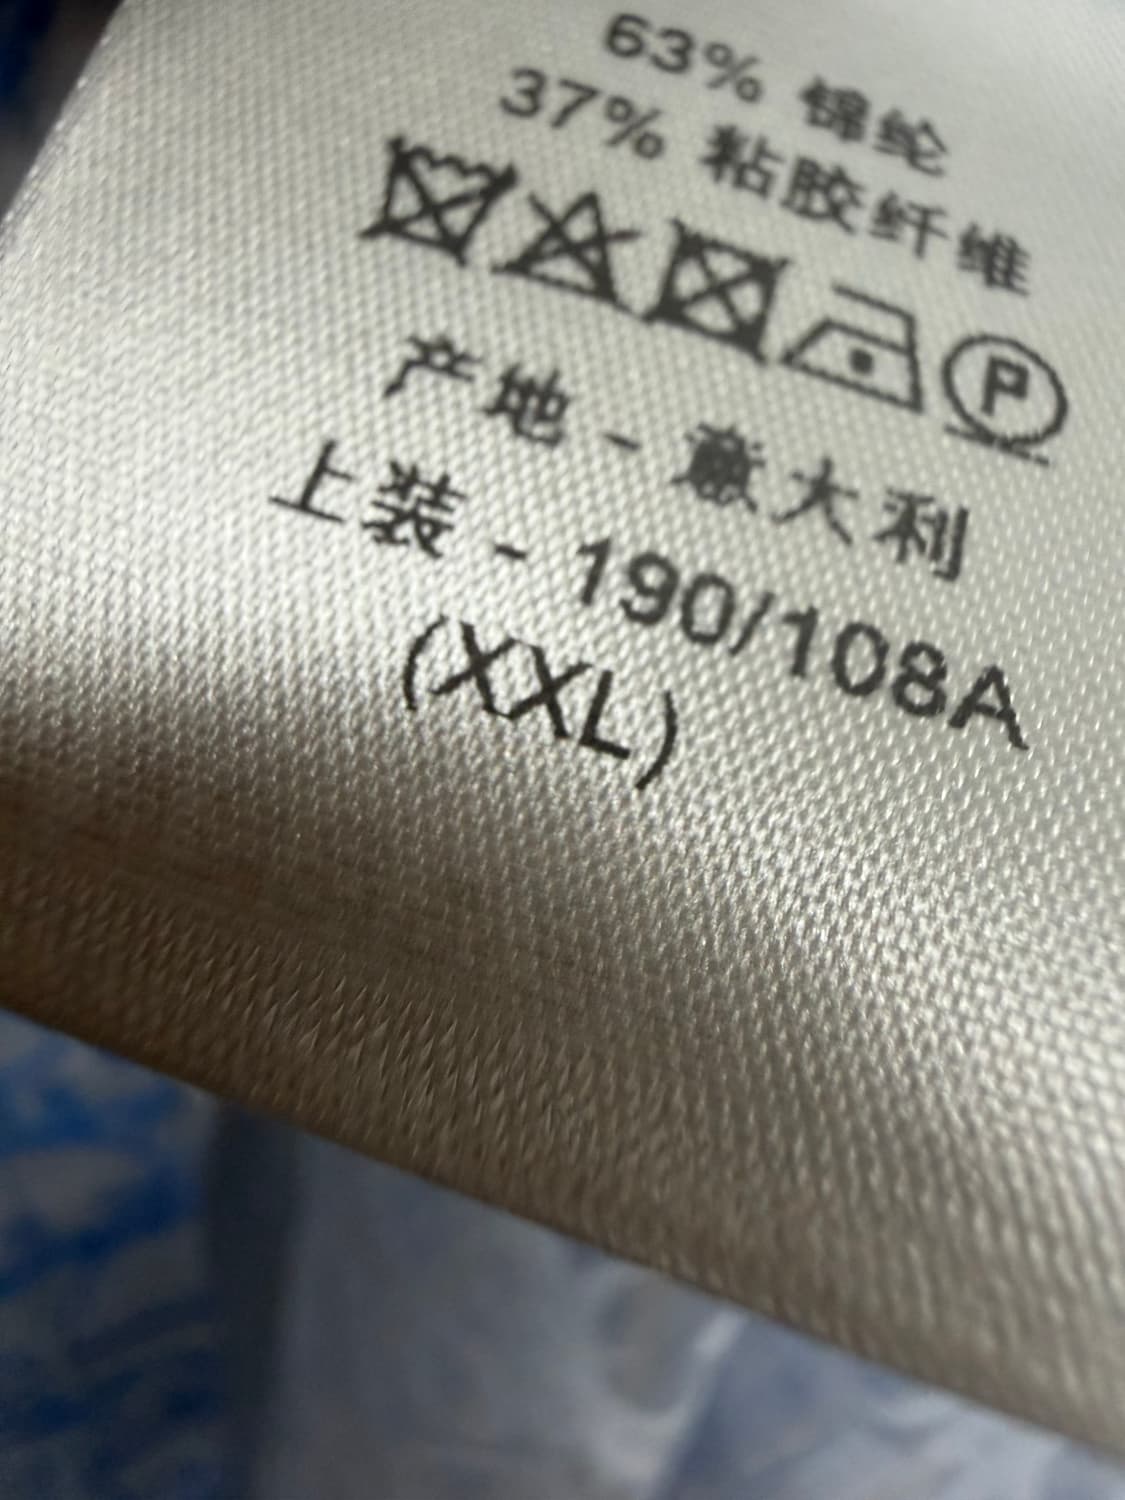 63% 锦纶
37% 粘胶纤维
P
产地 - 意大利
上装 - 190/108A
(XXL)